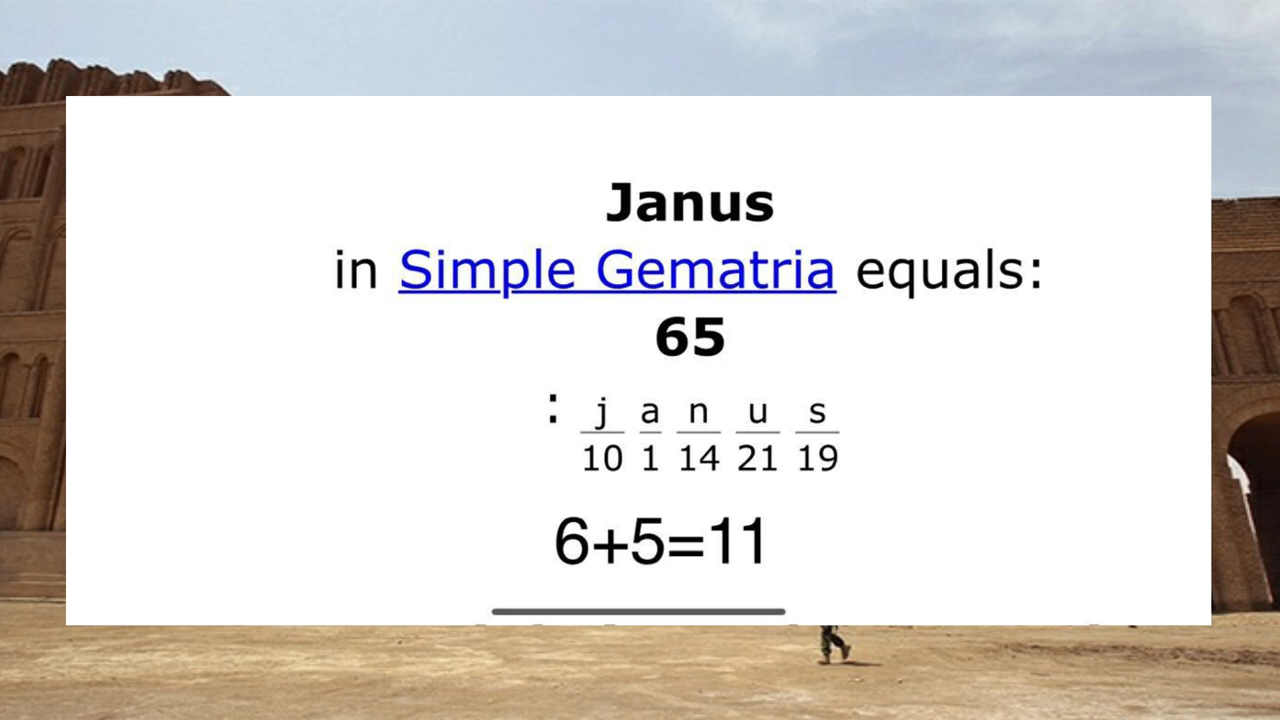 Janus
in Simple Gematria equals:
65
: j a n u s
10 1 14 21 19
6+5=11